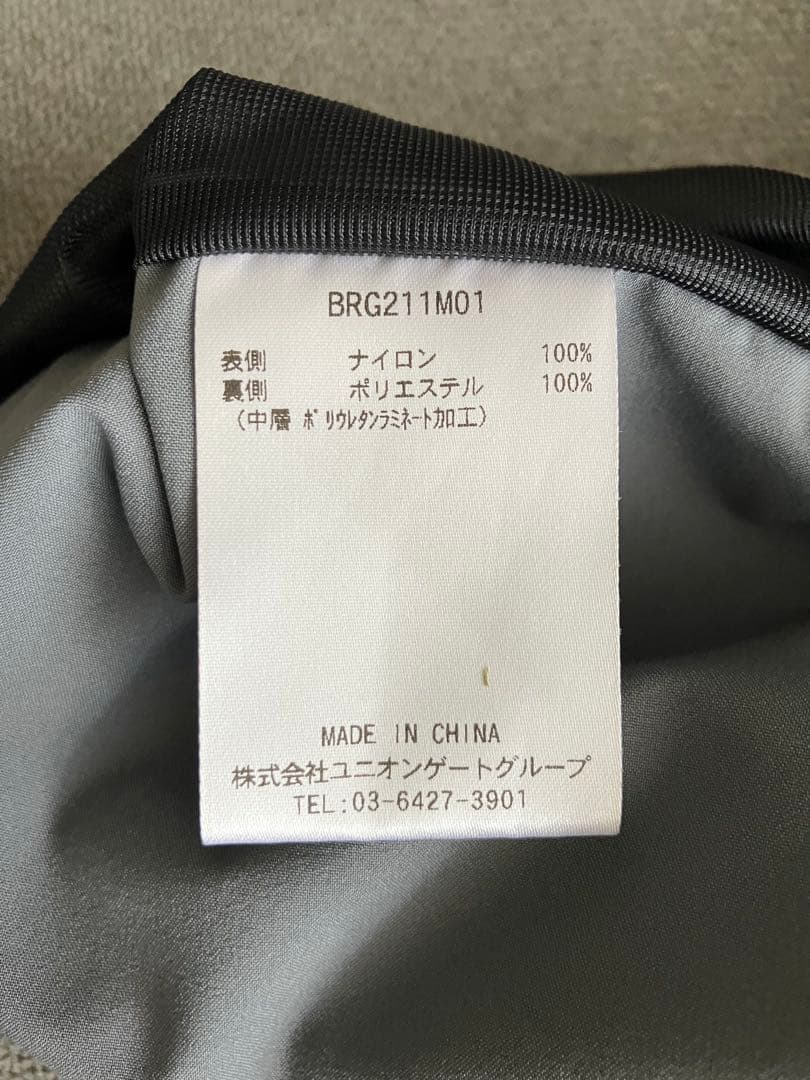 BRG211M01
表側 ナイロン 100%
裏側 ポリエステル 100%
(中層 ﾎﾟﾘｳﾚﾀﾝﾗﾐﾈｰﾄ加工)
MADE IN CHINA
株式会社ユニオンゲートグループ
TEL:03-6427-3901